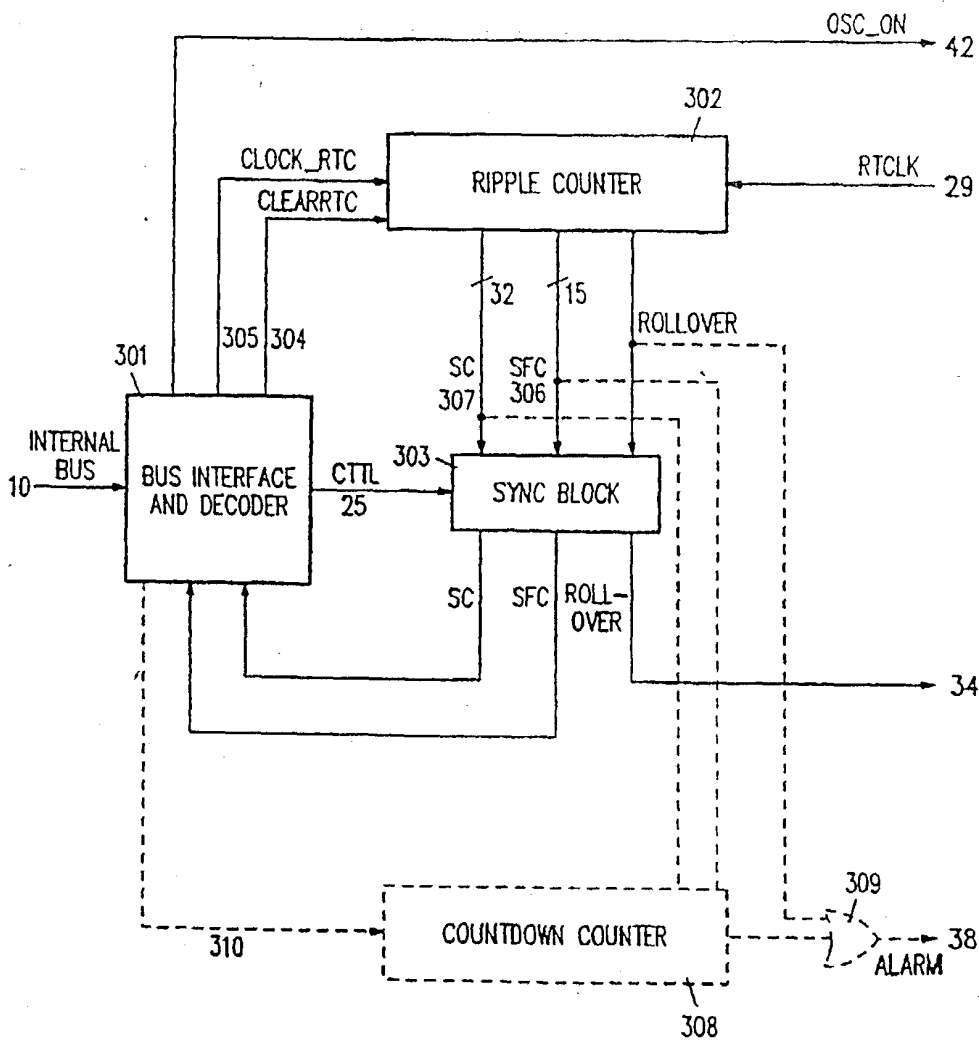 OSC_ON
42
302
CLOCK_RTC
RIPPLE COUNTER
RTCLK
29
CLEARRTC
32
15
ROLLOVER
305
304
301
SC
307
SFC
306
INTERNAL
BUS
10
BUS INTERFACE
AND DECODER
CTTL
25
303
SYNC BLOCK
SC
SFC
ROLL-
OVER
34
309
310
COUNTDOWN COUNTER
38
ALARM
308